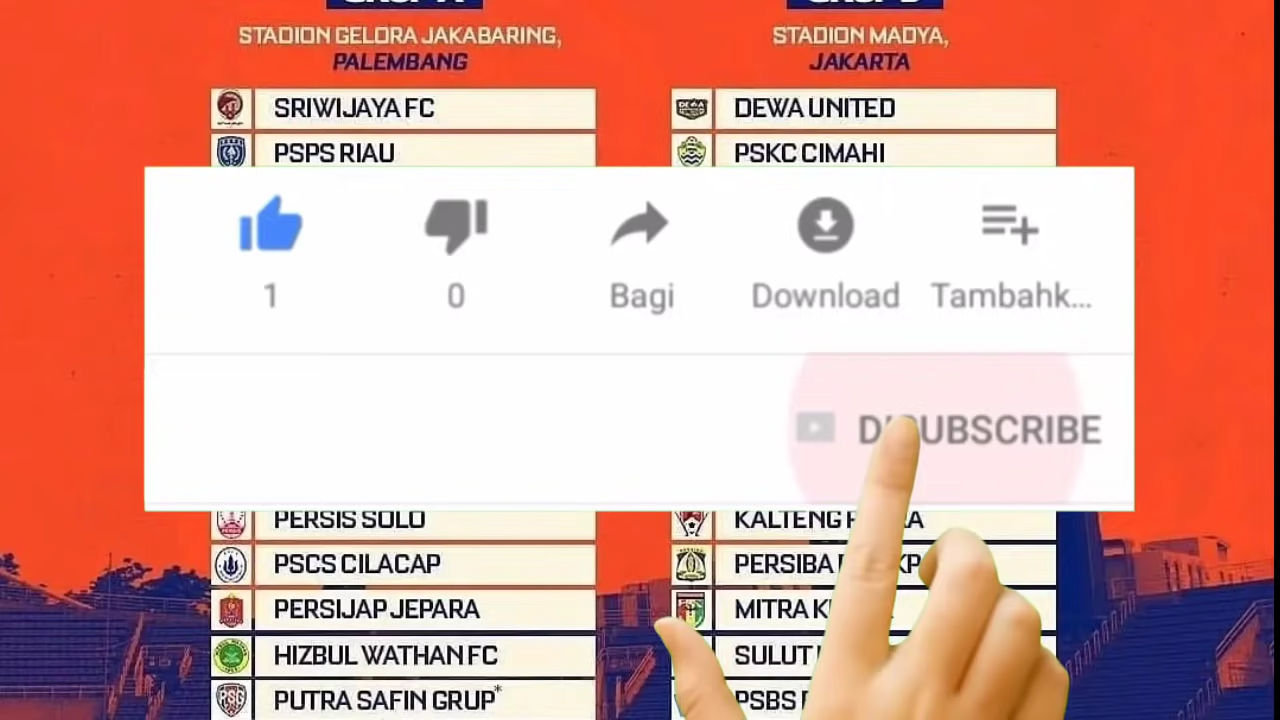 STADION GELORA JAKABARING,
PALEMBANG
SRIWIJAYA FC
PSPS RIAU
STADION MADYA,
JAKARTA
DEWA UNITED
PSKC CIMAHI
1
0
Bagi
Download
Tambahk...
PERSIS SOLO
PSCS CILACAP
PERSIJAP JEPARA
HIZBUL WATHAN FC
PUTRA SAFIN GRUP*
KALTENG
PERSIBA
MITRA
SULUT
PSBS